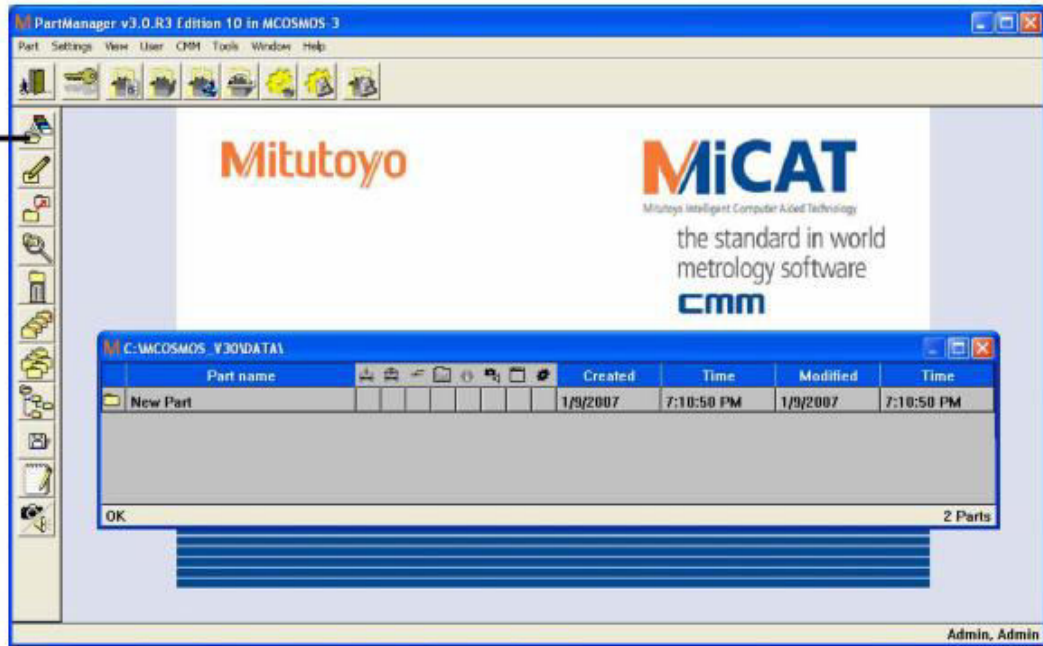 PartManager v3.0.R3 Edition 10 in MCOSMOS-3
Part Settings View User CMM Tools Window Help
Mitutoyo
MiCAT
Mitutoyo Intelligent Computer Aided Technology
the standard in world
metrology software
cmm
C:\MCOSMOS_V30\DATA\
Part name Created Time Modified Time
New Part 1/9/2007 7:10:50 PM 1/9/2007 7:10:50 PM
OK 2 Parts
Admin, Admin